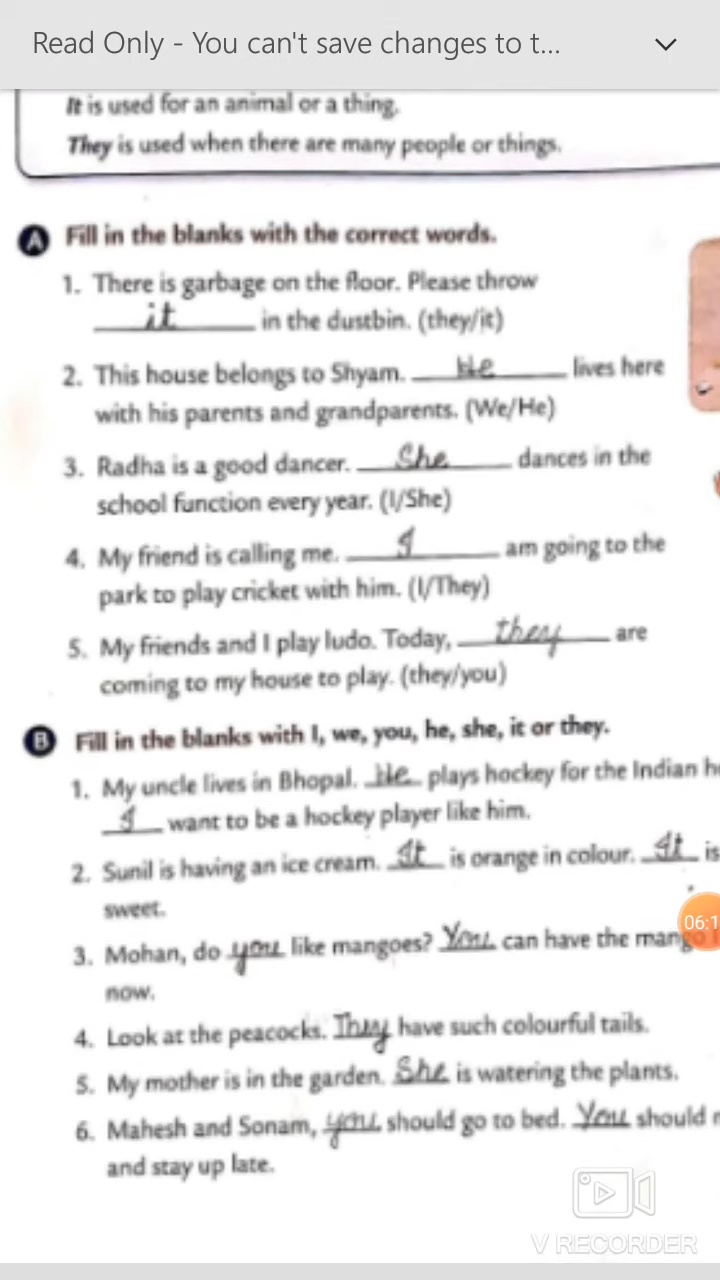 Read Only - You can't save changes to t...
It is used for an animal or a thing.
They is used when there are many people or things.
A Fill in the blanks with the correct words.
1. There is garbage on the floor. Please throw
it in the dustbin. (they/it)
2. This house belongs to Shyam. He lives here
with his parents and grandparents. (We/He)
3. Radha is a good dancer. She dances in the
school function every year. (I/She)
4. My friend is calling me. I am going to the
park to play cricket with him. (I/They)
5. My friends and I play ludo. Today, they are
coming to my house to play. (they/you)
B Fill in the blanks with I, we, you, he, she, it or they.
1. My uncle lives in Bhopal. He plays hockey for the Indian h
I want to be a hockey player like him.
2. Sunil is having an ice cream. It is orange in colour. It is
sweet.
06:1
3. Mohan, do you like mangoes? You can have the mango
now.
4. Look at the peacocks. They have such colourful tails.
5. My mother is in the garden. She is watering the plants.
6. Mahesh and Sonam, you should go to bed. You should
and stay up late.
V RECORDER